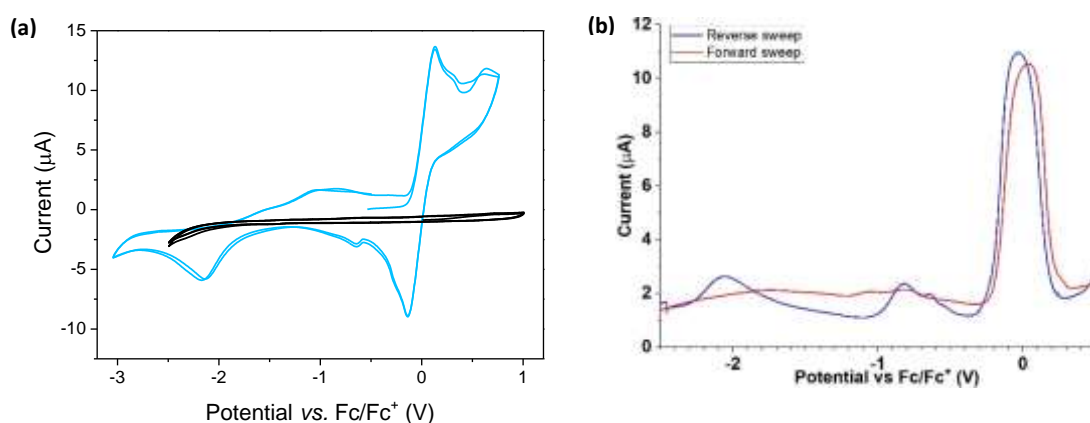 (a)
15
10
5
0
-5
-10
Current (µA)
-3
-2
-1
0
1
Potential vs. Fc/Fc+ (V)
(b)
12
10
8
6
4
2
0
Current (µA)
Reverse sweep
Forward sweep
-2
-1
0
Potential vs Fc/Fc+ (V)